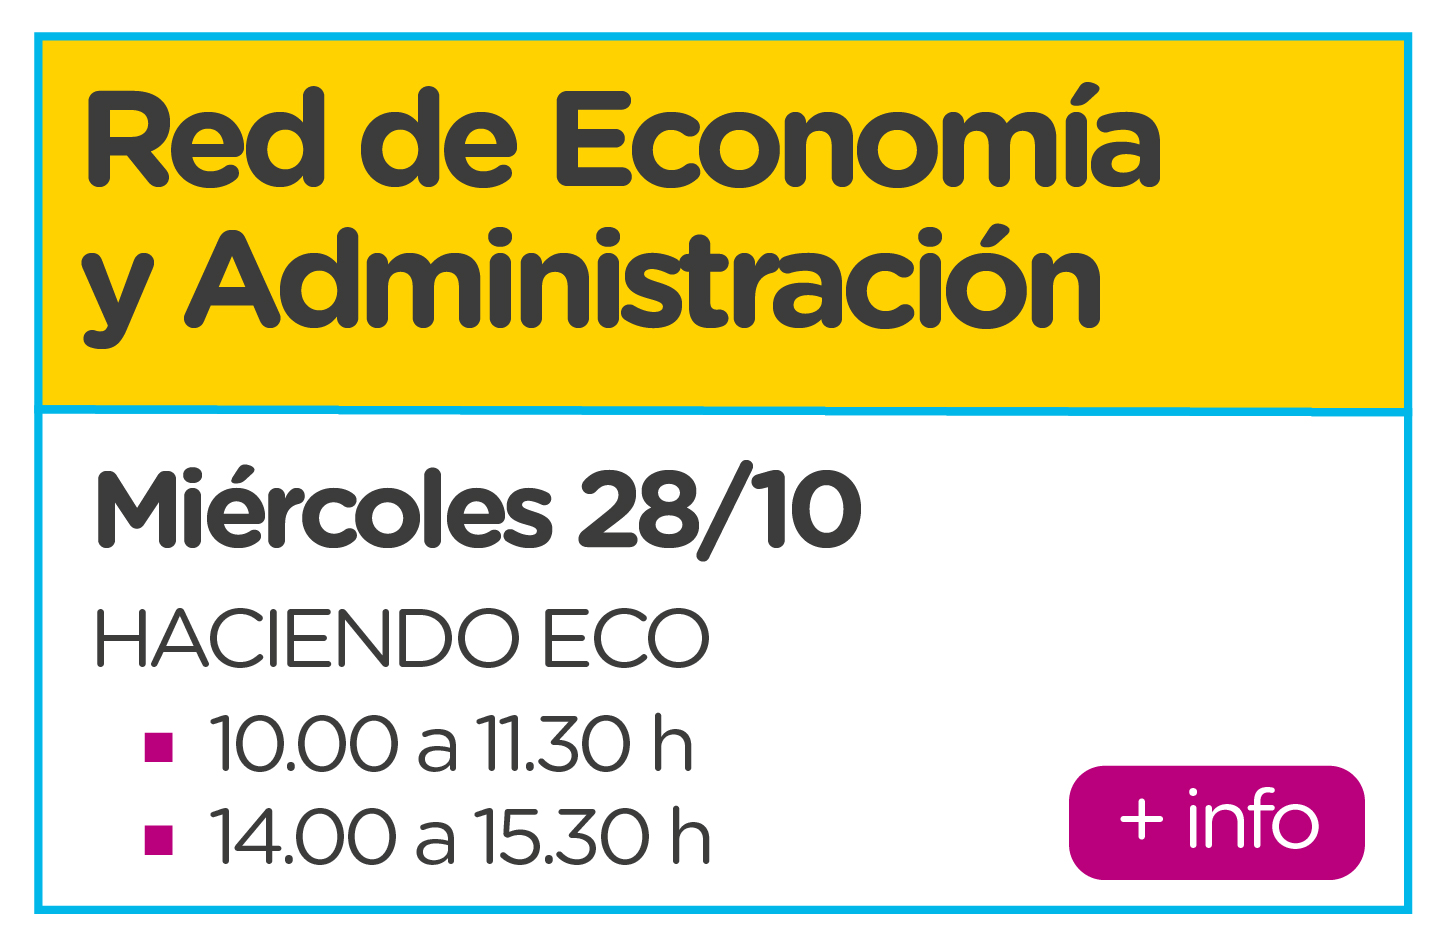 Red de Economía
y Administración
Miércoles 28/10
HACIENDO ECO
▪ 10.00 a 11.30 h
▪ 14.00 a 15.30 h
+ info